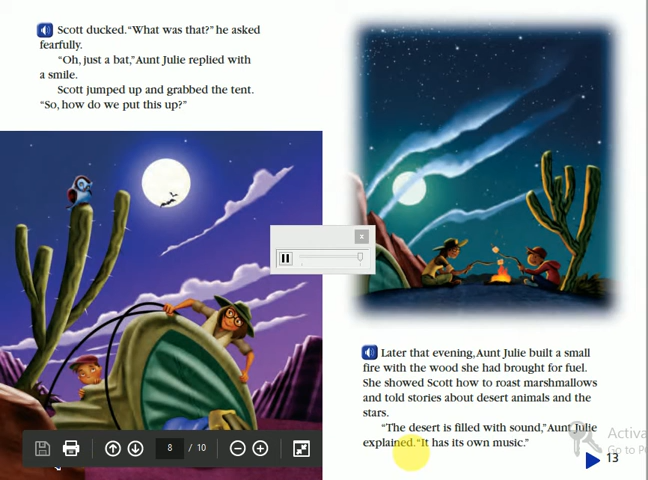 Scott ducked. “What was that?” he asked
fearfully.
“Oh, just a bat,” Aunt Julie replied with
a smile.
Scott jumped up and grabbed the tent.
“So, how do we put this up?”
Later that evening, Aunt Julie built a small
fire with the wood she had brought for fuel.
She showed Scott how to roast marshmallows
and told stories about desert animals and the
stars.
“The desert is filled with sound,” Aunt Julie
explained. “It has its own music.”
8 / 10
Activa
Go to P
13